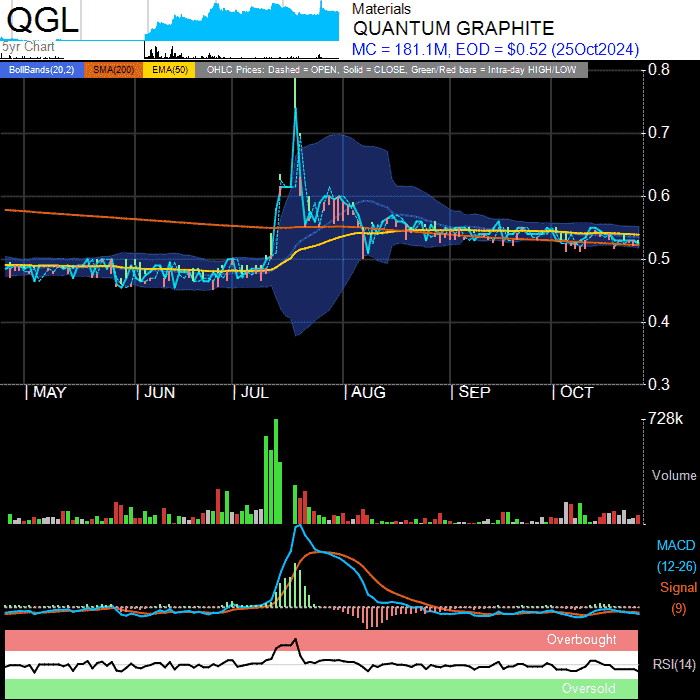 QGL
5yr Chart
Materials
QUANTUM GRAPHITE
MC = 181.1M, EOD = $0.52 (25Oct2024)
BollBands(20,2) SMA(200) EMA(50) OHLC Prices: Dashed = OPEN, Solid = CLOSE, Green/Red bars = Intra-day HIGH/LOW
0.8
0.7
0.6
0.5
0.4
0.3
MAY JUN JUL AUG SEP OCT
728k
Volume
MACD
(12-26)
Signal
(9)
Overbought
RSI(14)
Oversold